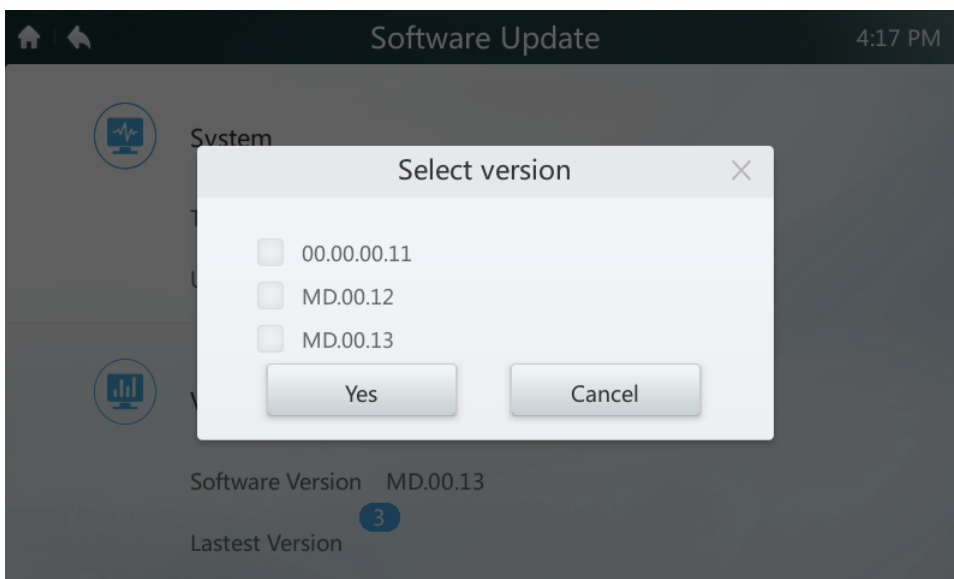 Software Update 4:17 PM
System
Select version
00.00.00.11
MD.00.12
MD.00.13
Yes Cancel
Software Version MD.00.13
3
Lastest Version